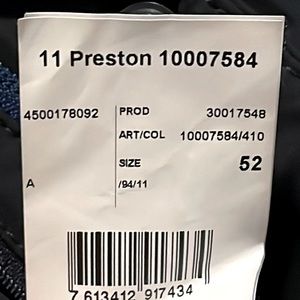 11 Preston 10007584
4500178092 PROD 30017548
ART/COL 10007584/410
SIZE 52
A /94/11
7 613412 917434